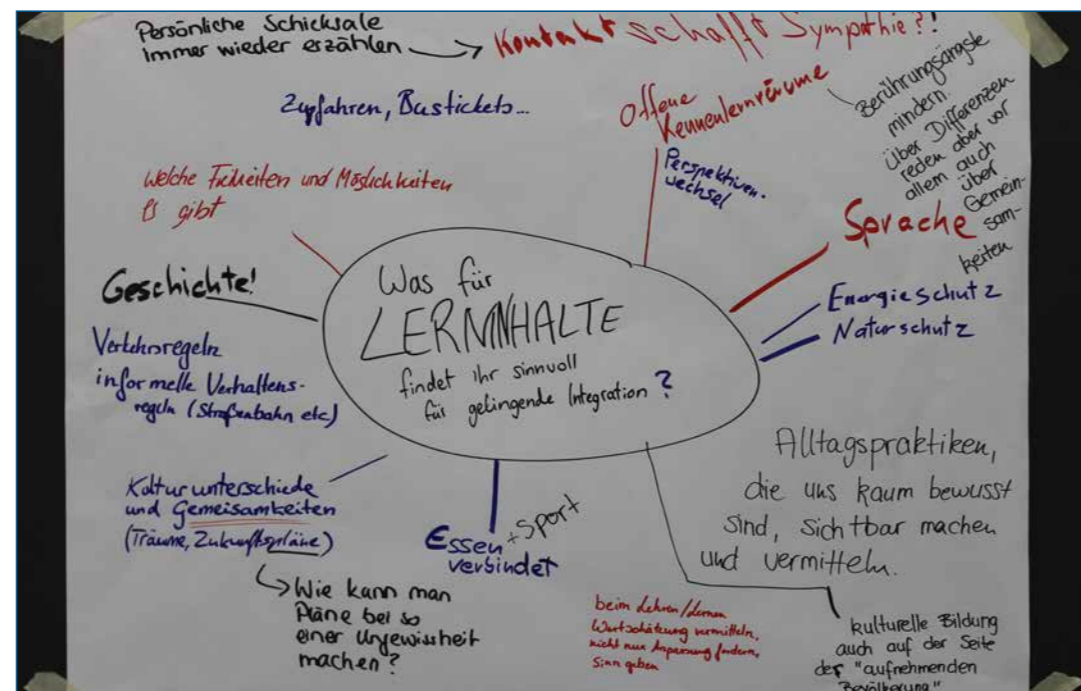 Persönliche Schicksale
immer wieder erzählen → Kontakt schafft Sympathie?!
Zugfahren, Bustickets...
Offene
Kennenlernräume
Berührungsängste
mindern.
Über Differenzen
reden aber vor
allem auch
über
Gemein-
sam-
keiten
Perspektiven-
wechsel
Welche Freiheiten und Möglichkeiten
es gibt
Sprache
Geschichte!
Was für
LERNINHALTE
findet ihr sinnvoll
für gelingende Integration?
Energieschutz
Naturschutz
Verkehrsregeln
informelle Verhaltens-
regeln (Straßenbahn etc)
Alltagspraktiken,
die uns kaum bewusst
sind, sichtbar machen
und vermitteln.
Kulturunterschiede
und Gemeisamkeiten
(Träume, Zukunftspläne)
Essen + Sport
verbindet
→ Wie kann man
Pläne bei so
einer Ungewissheit
machen?
beim Lehren/Lernen
Wertschätzung vermitteln,
nicht nur Anpassung fordern,
Sinn geben
kulturelle Bildung
auch auf der Seite
der "aufnehmenden
Bevölkerung"